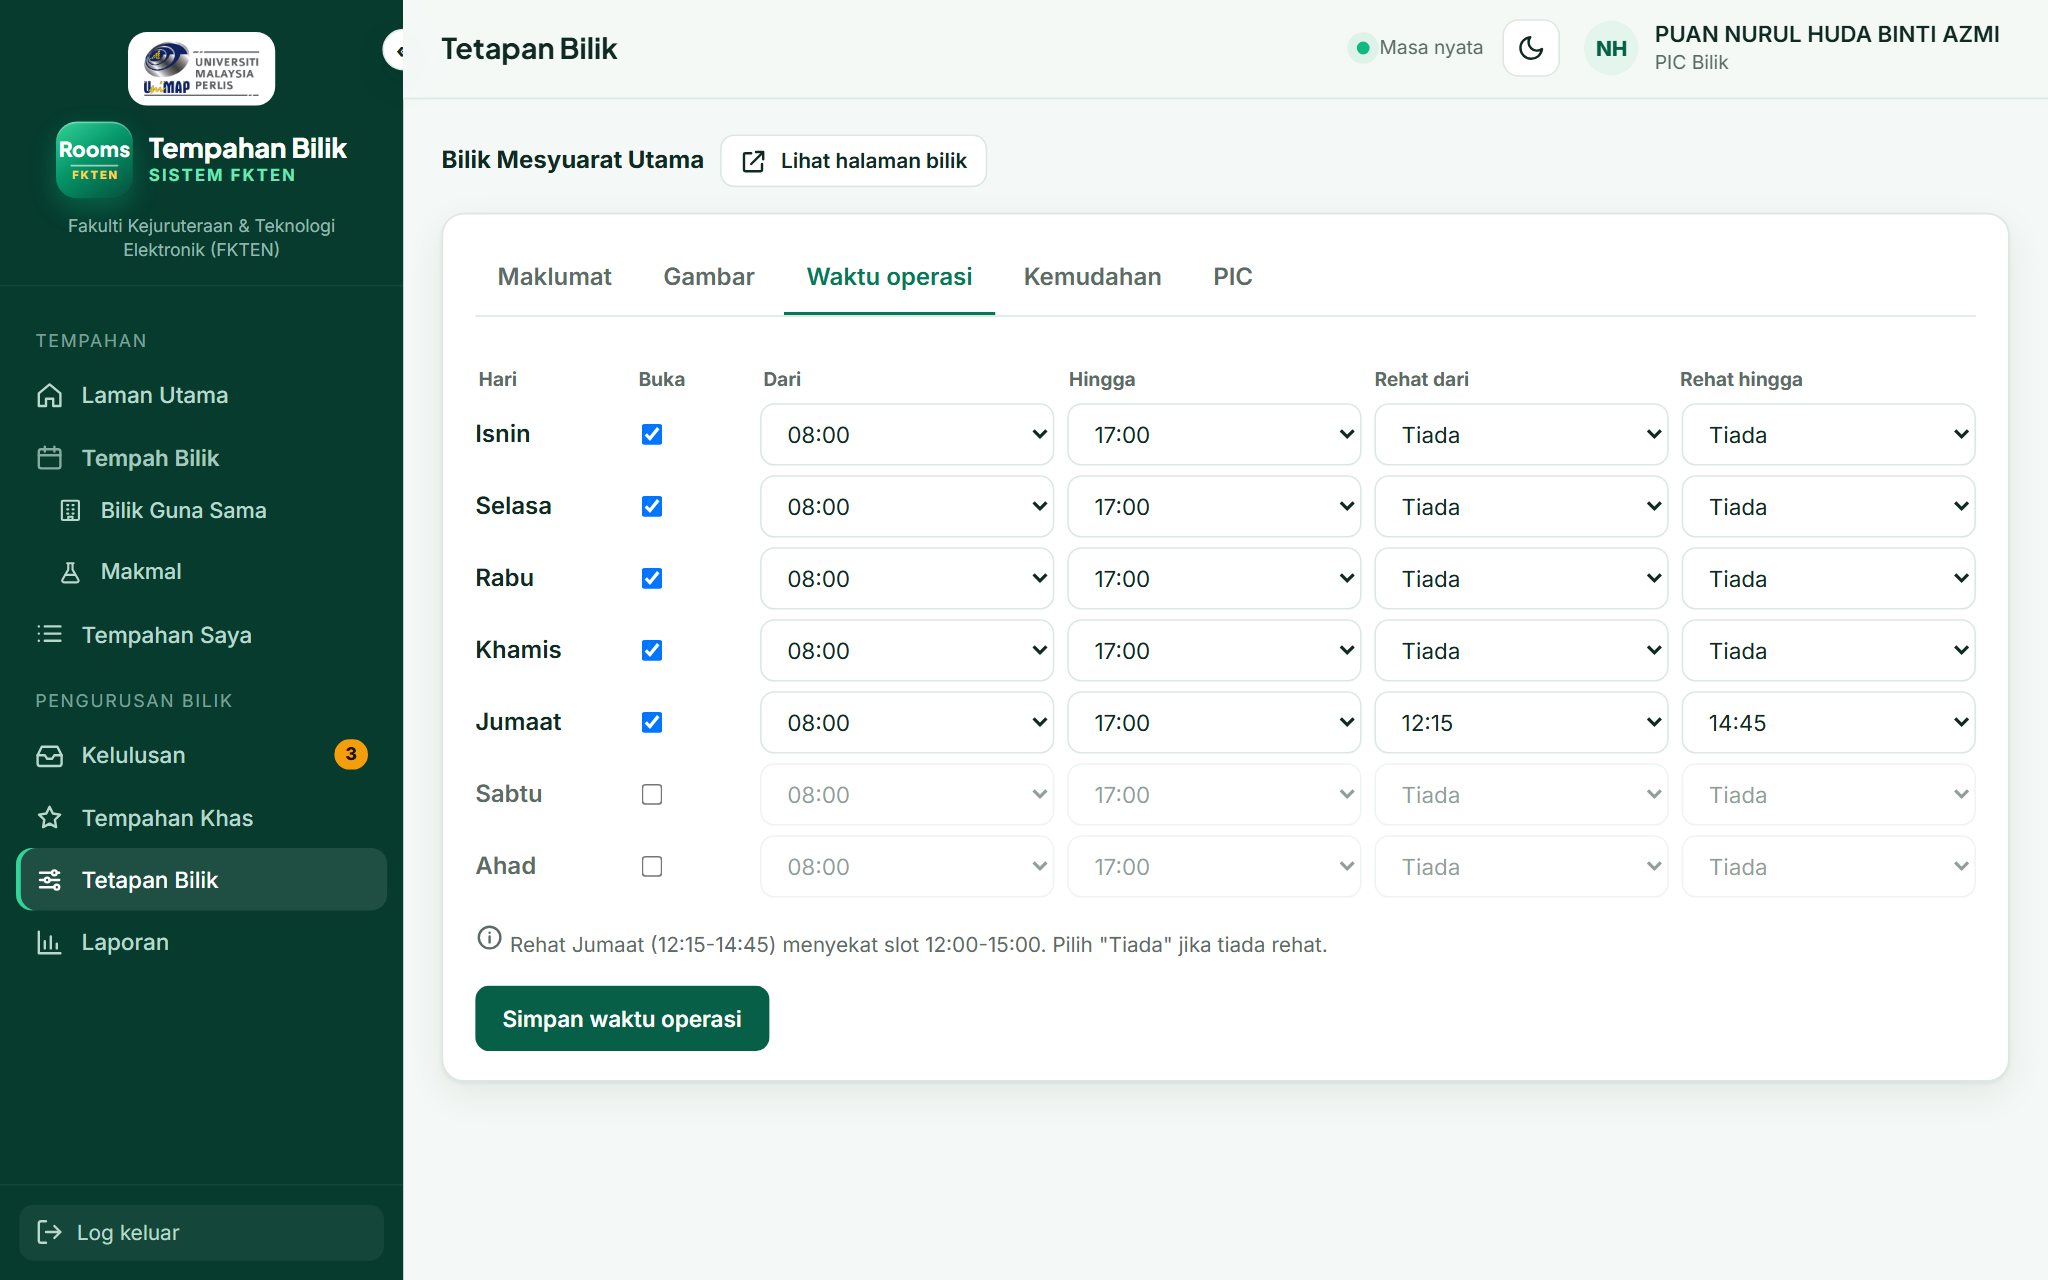 UNIVERSITI
MALAYSIA
PERLIS
UniMAP
Rooms
FKTEN
Tempahan Bilik
SISTEM FKTEN
Fakulti Kejuruteraan & Teknologi
Elektronik (FKTEN)
TEMPAHAN
Laman Utama
Tempah Bilik
Bilik Guna Sama
Makmal
Tempahan Saya
PENGURUSAN BILIK
Kelulusan 3
Tempahan Khas
Tetapan Bilik
Laporan
Log keluar
Tetapan Bilik
Masa nyata
NH
PUAN NURUL HUDA BINTI AZMI
PIC Bilik
Bilik Mesyuarat Utama
Lihat halaman bilik
Maklumat Gambar Waktu operasi Kemudahan PIC
Hari Buka Dari Hingga Rehat dari Rehat hingga
Isnin 08:00 17:00 Tiada Tiada
Selasa 08:00 17:00 Tiada Tiada
Rabu 08:00 17:00 Tiada Tiada
Khamis 08:00 17:00 Tiada Tiada
Jumaat 08:00 17:00 12:15 14:45
Sabtu 08:00 17:00 Tiada Tiada
Ahad 08:00 17:00 Tiada Tiada
Rehat Jumaat (12:15-14:45) menyekat slot 12:00-15:00. Pilih "Tiada" jika tiada rehat.
Simpan waktu operasi